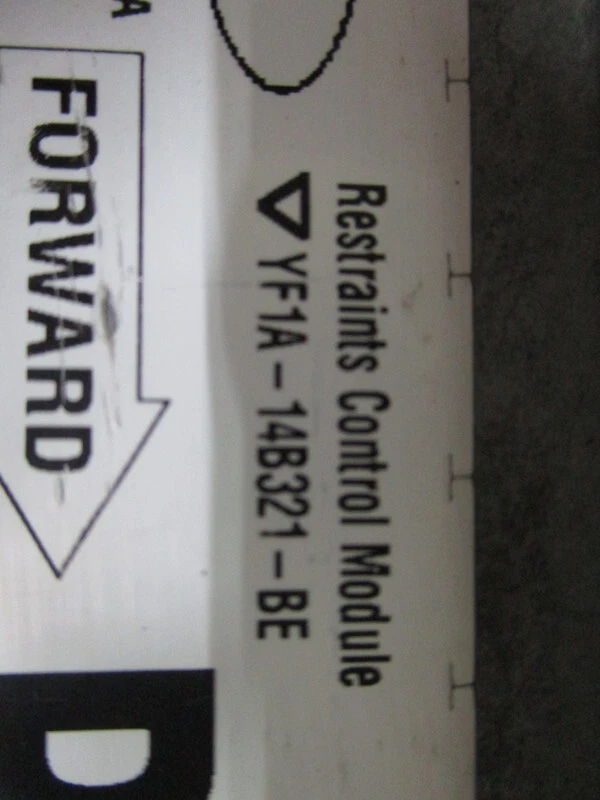 Restraints Control Module
YF1A-14B321-BE
FORWARD
A
D